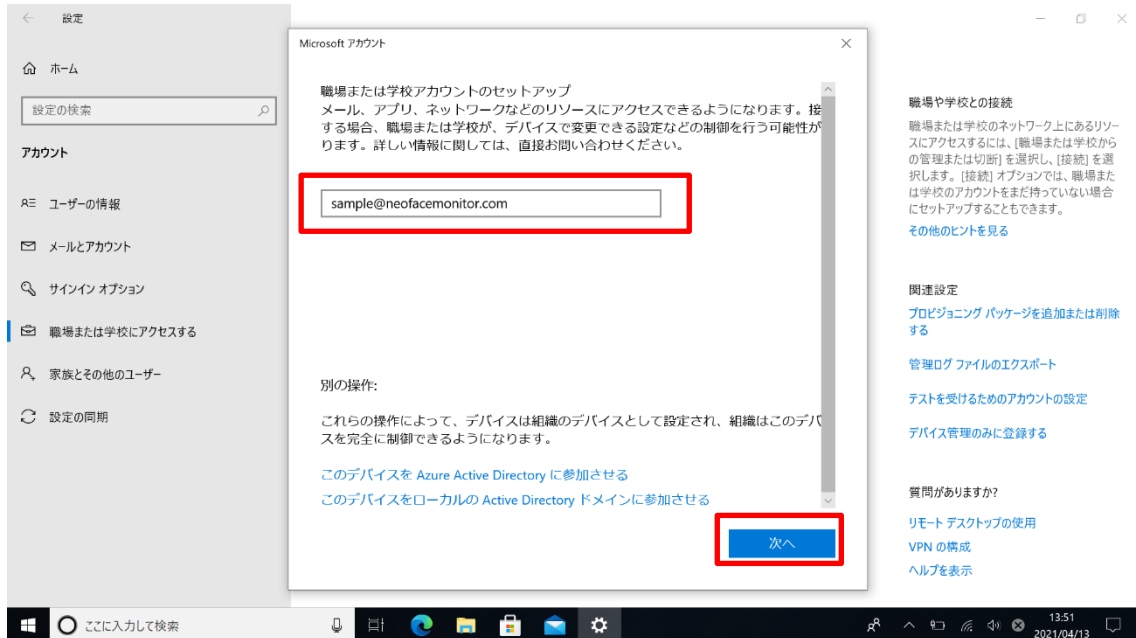 設定
ホーム
設定の検索
アカウント
ユーザーの情報
メールとアカウント
サインイン オプション
職場または学校にアクセスする
家族とその他のユーザー
設定の同期
Microsoft アカウント
職場または学校アカウントのセットアップ
メール、アプリ、ネットワークなどのリソースにアクセスできるようになります。接
する場合、職場または学校が、デバイスで変更できる設定などの制御を行う可能性が
ります。詳しい情報に関しては、直接お問い合わせください。
sample@neofacemonitor.com
別の操作:
これらの操作によって、デバイスは組織のデバイスとして設定され、組織はこのデバ
スを完全に制御できるようになります。
このデバイスを Azure Active Directory に参加させる
このデバイスをローカルの Active Directory ドメインに参加させる
次へ
職場や学校との接続
職場または学校のネットワーク上にあるリソー
スにアクセスするには、[職場または学校から
の管理または切断] を選択し、[接続] を選
択します。[接続] オプションでは、職場また
は学校のアカウントをまだ持っていない場合
にセットアップすることもできます。
その他のヒントを見る
関連設定
プロビジョニング パッケージを追加または削除
する
管理ログ ファイルのエクスポート
テストを受けるためのアカウントの設定
デバイス管理のみに登録する
質問がありますか?
リモート デスクトップの使用
VPN の構成
ヘルプを表示
ここに入力して検索
13:51
2021/04/13